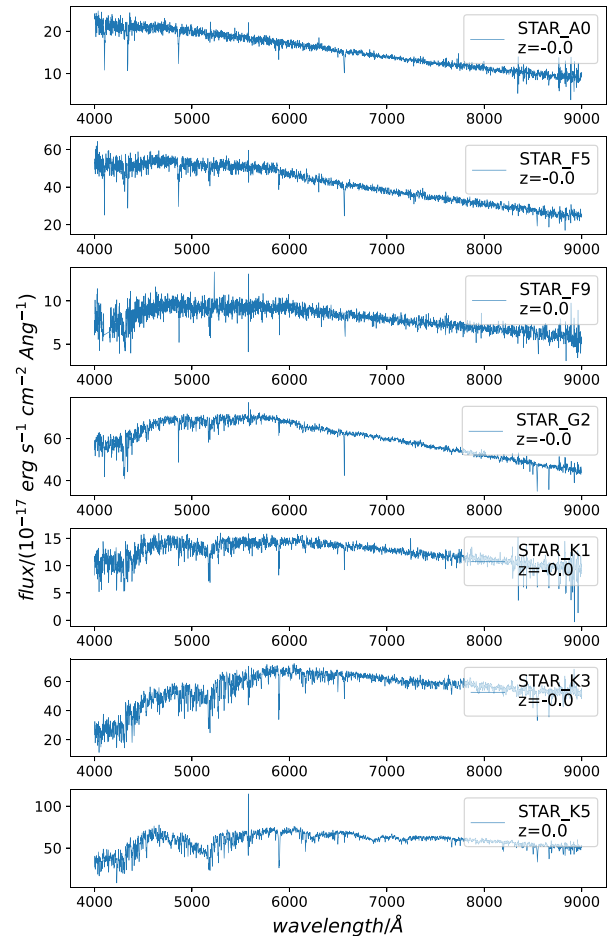 20
10
STAR_A0
z=-0.0
4000 5000 6000 7000 8000 9000
60
40
20
STAR_F5
z=-0.0
4000 5000 6000 7000 8000 9000
10
5
STAR_F9
z=0.0
4000 5000 6000 7000 8000 9000
flux/(10⁻¹⁷ erg s⁻¹ cm⁻² Ang⁻¹)
60
40
STAR_G2
z=-0.0
4000 5000 6000 7000 8000 9000
15
10
5
0
STAR_K1
z=-0.0
4000 5000 6000 7000 8000 9000
60
40
20
STAR_K3
z=-0.0
4000 5000 6000 7000 8000 9000
100
50
STAR_K5
z=0.0
4000 5000 6000 7000 8000 9000
wavelength/Å